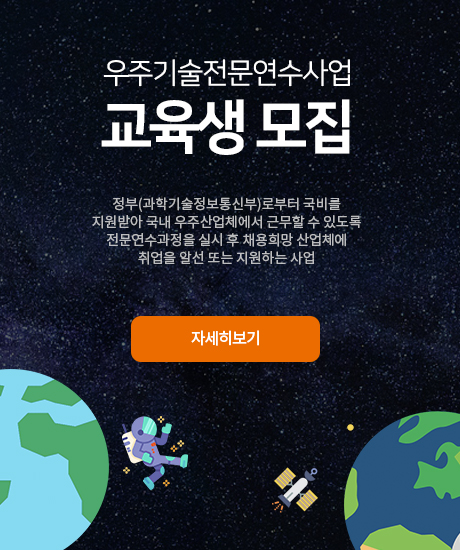 우주기술전문연수사업
교육생 모집
정부(과학기술정보통신부)로부터 국비를
지원받아 국내 우주산업체에서 근무할 수 있도록
전문연수과정을 실시 후 채용희망 산업체에
취업을 알선 또는 지원하는 사업
자세히보기